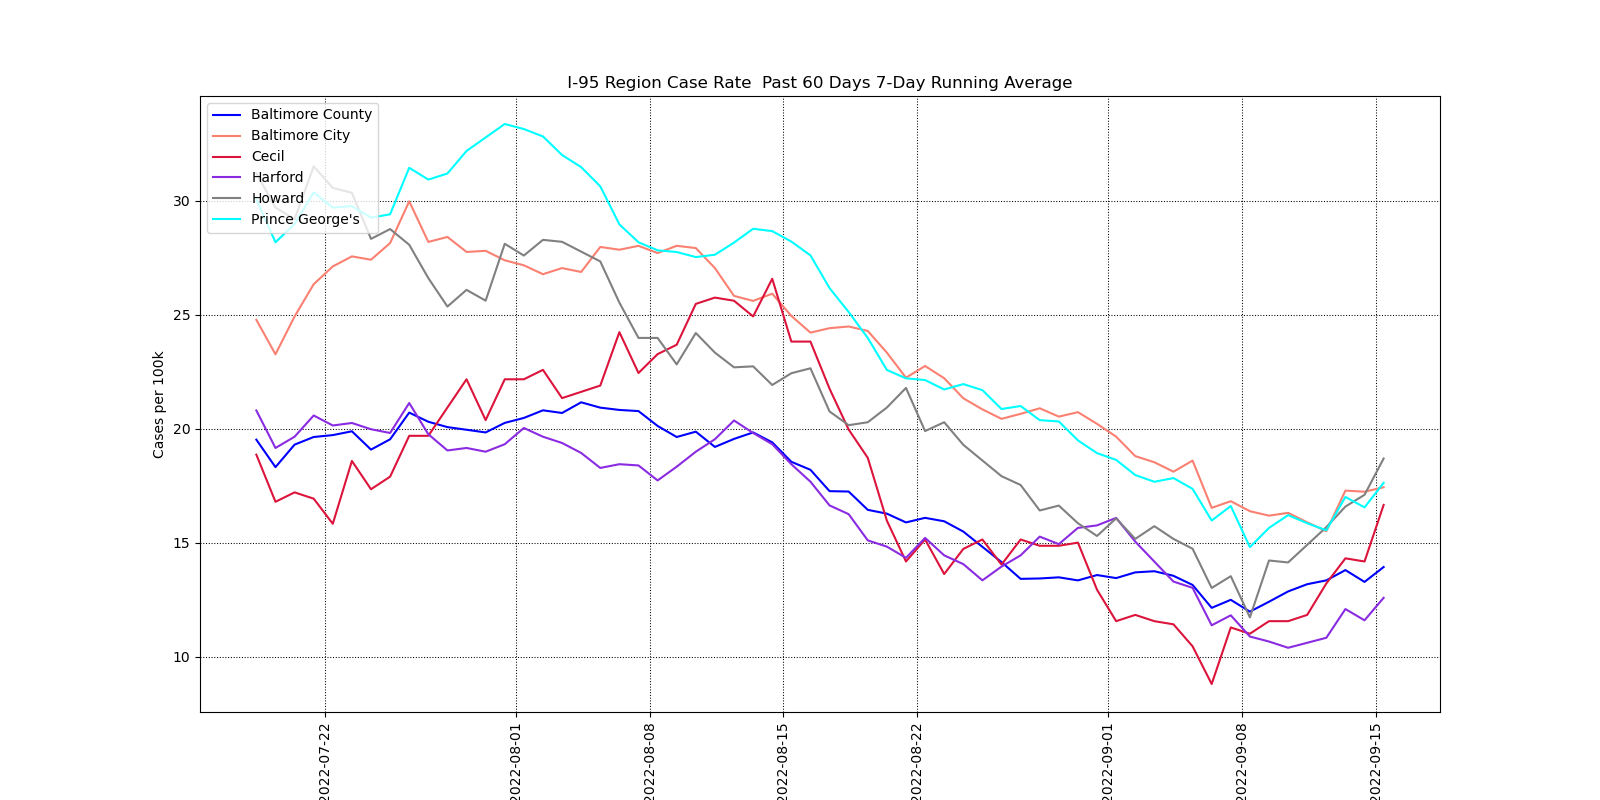 I-95 Region Case Rate  Past 60 Days 7-Day Running Average
Baltimore County
Baltimore City
Cecil
Harford
Howard
Prince George's
Cases per 100k
30
25
20
15
10
2022-07-22
2022-08-01
2022-08-08
2022-08-15
2022-08-22
2022-09-01
2022-09-08
2022-09-15